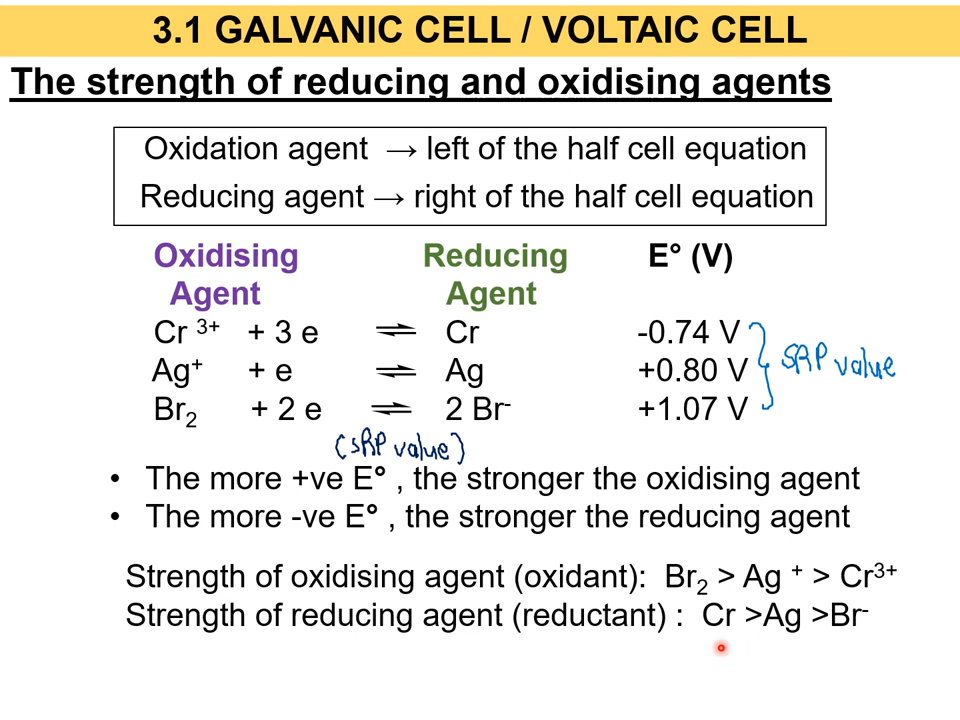 3.1 GALVANIC CELL / VOLTAIC CELL
The strength of reducing and oxidising agents
Oxidation agent → left of the half cell equation
Reducing agent → right of the half cell equation
Oxidising Agent Reducing Agent E° (V)
Cr ³⁺ + 3 e ⇌ Cr -0.74 V
Ag⁺ + e ⇌ Ag +0.80 V
Br₂ + 2 e ⇌ 2 Br⁻ +1.07 V
SRP value
(SRP value)
• The more +ve E° , the stronger the oxidising agent
• The more -ve E° , the stronger the reducing agent
Strength of oxidising agent (oxidant): Br₂ > Ag ⁺ > Cr³⁺
Strength of reducing agent (reductant) : Cr >Ag >Br⁻